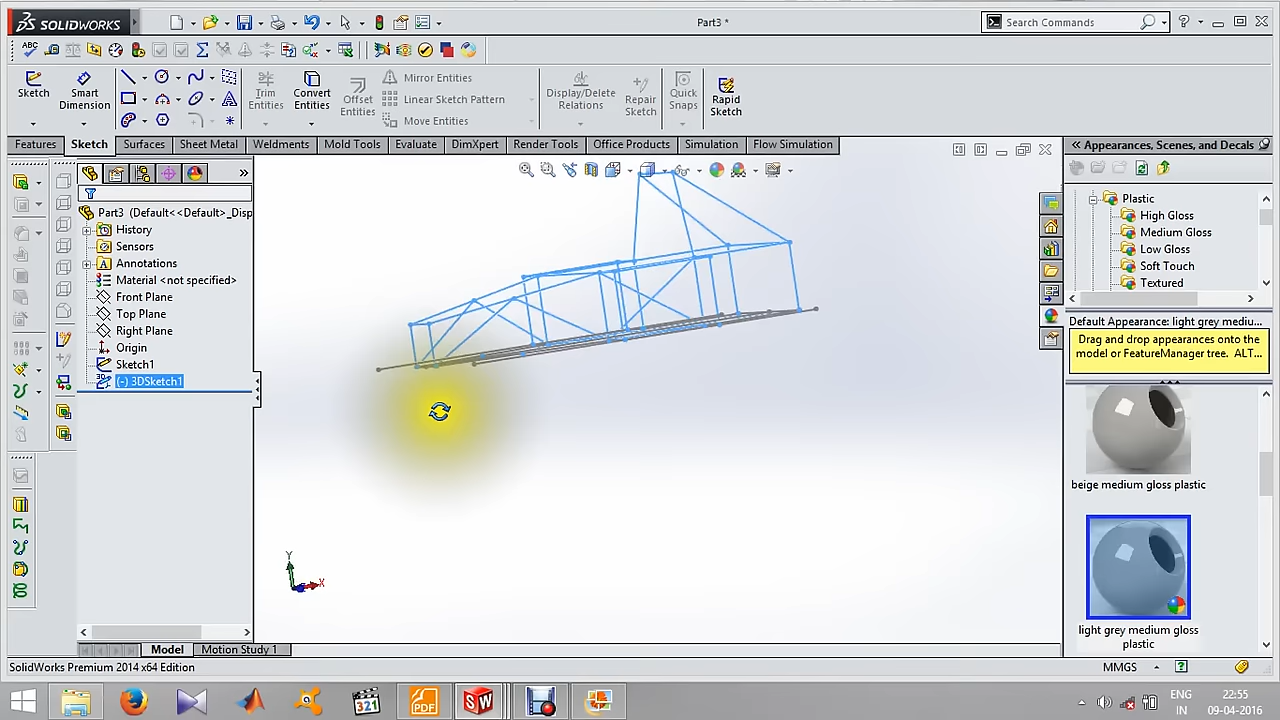 SOLIDWORKS
Part3 *
Search Commands
ABC
Sketch
Smart Dimension
Trim Entities
Convert Entities
Offset Entities
Mirror Entities
Linear Sketch Pattern
Move Entities
Display/Delete Relations
Repair Sketch
Quick Snaps
Rapid Sketch
Features
Sketch
Surfaces
Sheet Metal
Weldments
Mold Tools
Evaluate
DimXpert
Render Tools
Office Products
Simulation
Flow Simulation
Part3 (Default<<Default>_Disp
History
Sensors
Annotations
Material <not specified>
Front Plane
Top Plane
Right Plane
Origin
Sketch1
(-) 3DSketch1
Y
X
Appearances, Scenes, and Decals
Plastic
High Gloss
Medium Gloss
Low Gloss
Soft Touch
Textured
Default Appearance: light grey mediu...
Drag and drop appearances onto the
model or FeatureManager tree. ALT...
beige medium gloss plastic
light grey medium gloss
plastic
Model
Motion Study 1
SolidWorks Premium 2014 x64 Edition
MMGS
321
PDF
SW
ENG
IN
22:55
09-04-2016